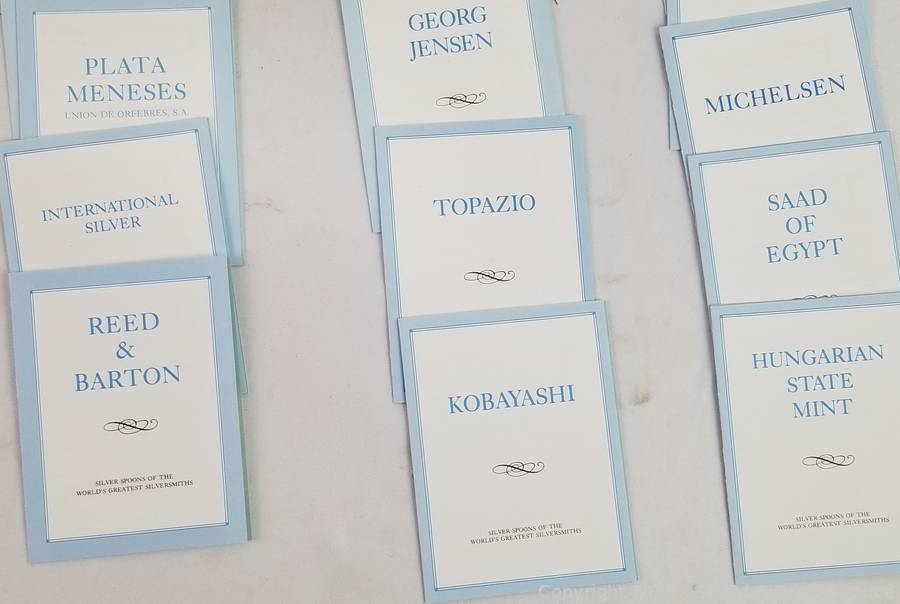 PLATA
MENESES
UNION DE ORFEBRES, S.A.
INTERNATIONAL
SILVER
REED
&
BARTON
SILVER SPOONS OF THE
WORLD'S GREATEST SILVERSMITHS
GEORG
JENSEN
TOPAZIO
KOBAYASHI
SILVER SPOONS OF THE
WORLD'S GREATEST SILVERSMITHS
MICHELSEN
SAAD
OF
EGYPT
HUNGARIAN
STATE
MINT
SILVER SPOONS OF THE
WORLD'S GREATEST SILVERSMITHS
Copyright